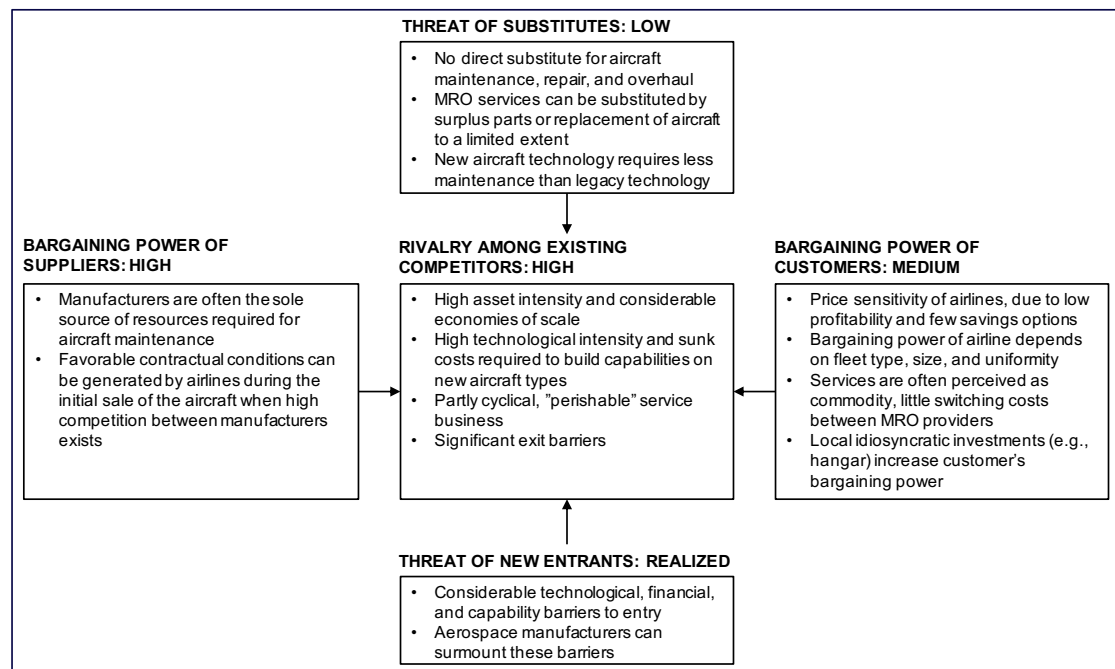 THREAT OF SUBSTITUTES: LOW
• No direct substitute for aircraft
maintenance, repair, and overhaul
• MRO services can be substituted by
surplus parts or replacement of aircraft
to a limited extent
• New aircraft technology requires less
maintenance than legacy technology
BARGAINING POWER OF
SUPPLIERS: HIGH
• Manufacturers are often the sole
source of resources required for
aircraft maintenance
• Favorable contractual conditions can
be generated by airlines during the
initial sale of the aircraft when high
competition between manufacturers
exists
RIVALRY AMONG EXISTING
COMPETITORS: HIGH
• High asset intensity and considerable
economies of scale
• High technological intensity and sunk
costs required to build capabilities on
new aircraft types
• Partly cyclical, ”perishable” service
business
• Significant exit barriers
BARGAINING POWER OF
CUSTOMERS: MEDIUM
• Price sensitivity of airlines, due to low
profitability and few savings options
• Bargaining power of airline depends
on fleet type, size, and uniformity
• Services are often perceived as
commodity, little switching costs
between MRO providers
• Local idiosyncratic investments (e.g.,
hangar) increase customer’s
bargaining power
THREAT OF NEW ENTRANTS: REALIZED
• Considerable technological, financial,
and capability barriers to entry
• Aerospace manufacturers can
surmount these barriers